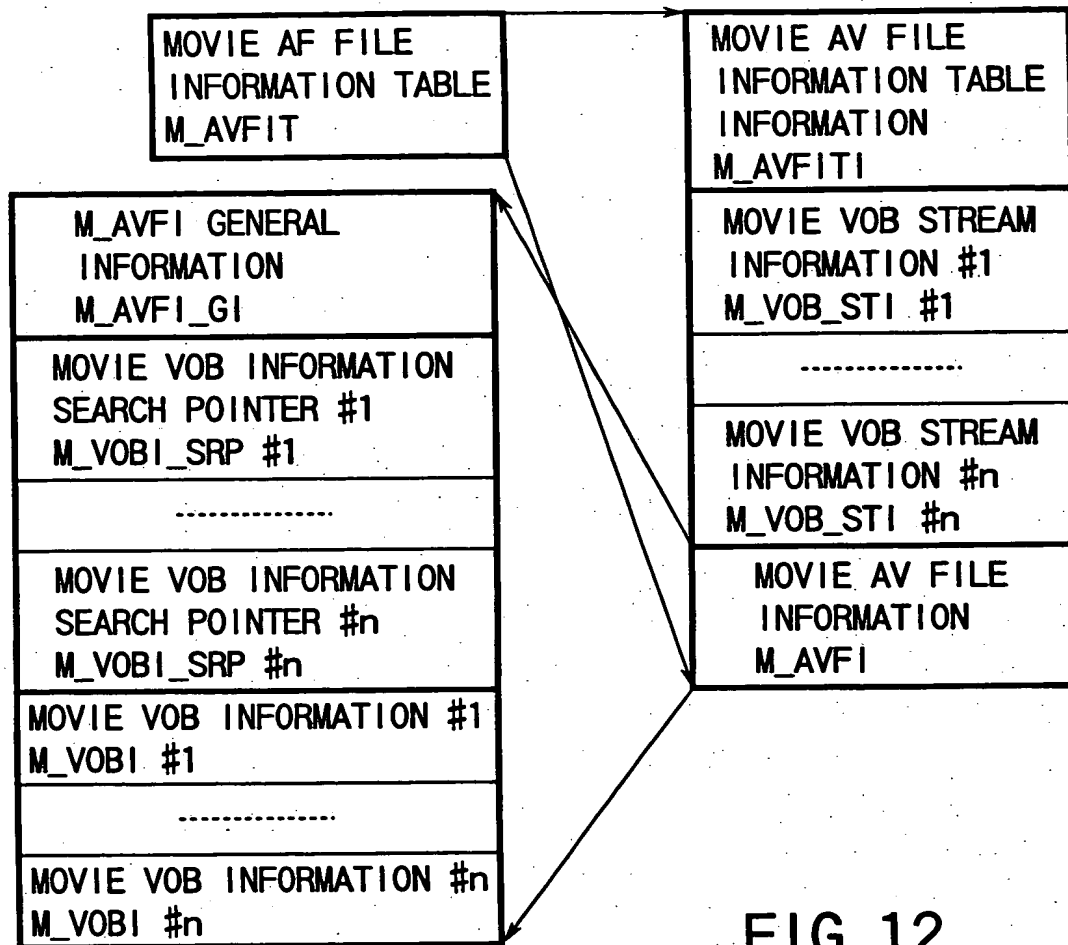 MOVIE AF FILE
INFORMATION TABLE
M_AVFIT
MOVIE AV FILE
INFORMATION TABLE
INFORMATION
M_AVFITI
MOVIE VOB STREAM
INFORMATION #1
M_VOB_STI #1
MOVIE VOB STREAM
INFORMATION #n
M_VOB_STI #n
MOVIE AV FILE
INFORMATION
M_AVFI
M_AVFI GENERAL
INFORMATION
M_AVFI_GI
MOVIE VOB INFORMATION
SEARCH POINTER #1
M_VOBI_SRP #1
MOVIE VOB INFORMATION
SEARCH POINTER #n
M_VOBI_SRP #n
MOVIE VOB INFORMATION #1
M_VOBI #1
MOVIE VOB INFORMATION #n
M_VOBI #n
FIG 12